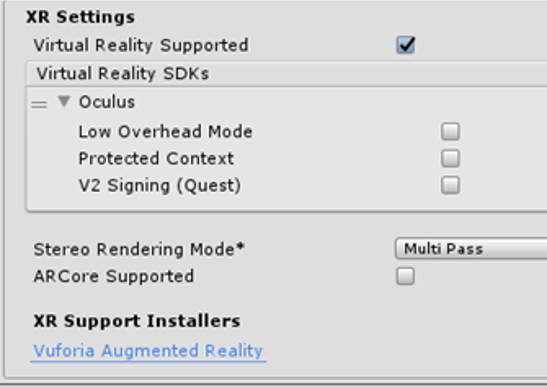 XR Settings
Virtual Reality Supported
Virtual Reality SDKs
Oculus
Low Overhead Mode
Protected Context
V2 Signing (Quest)
Stereo Rendering Mode* Multi Pass
ARCore Supported
XR Support Installers
Vuforia Augmented Reality